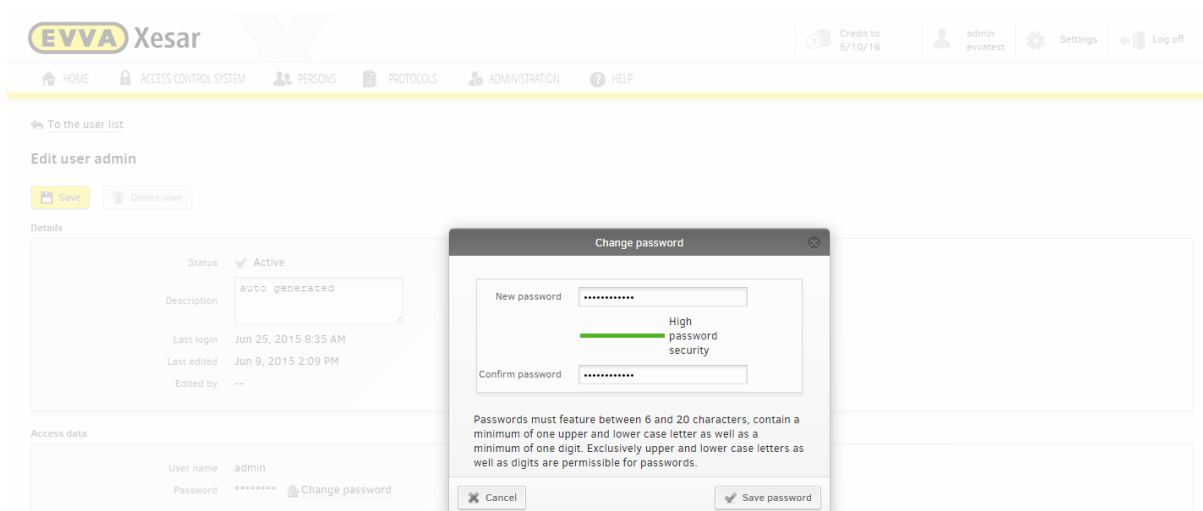 EVVA Xesar
Credit to
5/10/16
admin
evvatest
Settings
Log off
HOME
ACCESS CONTROL SYSTEM
PERSONS
PROTOCOLS
ADMINISTRATION
? HELP
To the user list
Edit user admin
Save
Delete user
Details
Status
Active
Description
auto generated
Last login
Jun 25, 2015 8:35 AM
Last edited
Jun 9, 2015 2:09 PM
Edited by
--
Access data
User name
admin
Password
********
Change password
Change password
New password
••••••••••••
High
password
security
Confirm password
••••••••••••
Passwords must feature between 6 and 20 characters, contain a
minimum of one upper and lower case letter as well as a
minimum of one digit. Exclusively upper and lower case letters as
well as digits are permissible for passwords.
Cancel
Save password